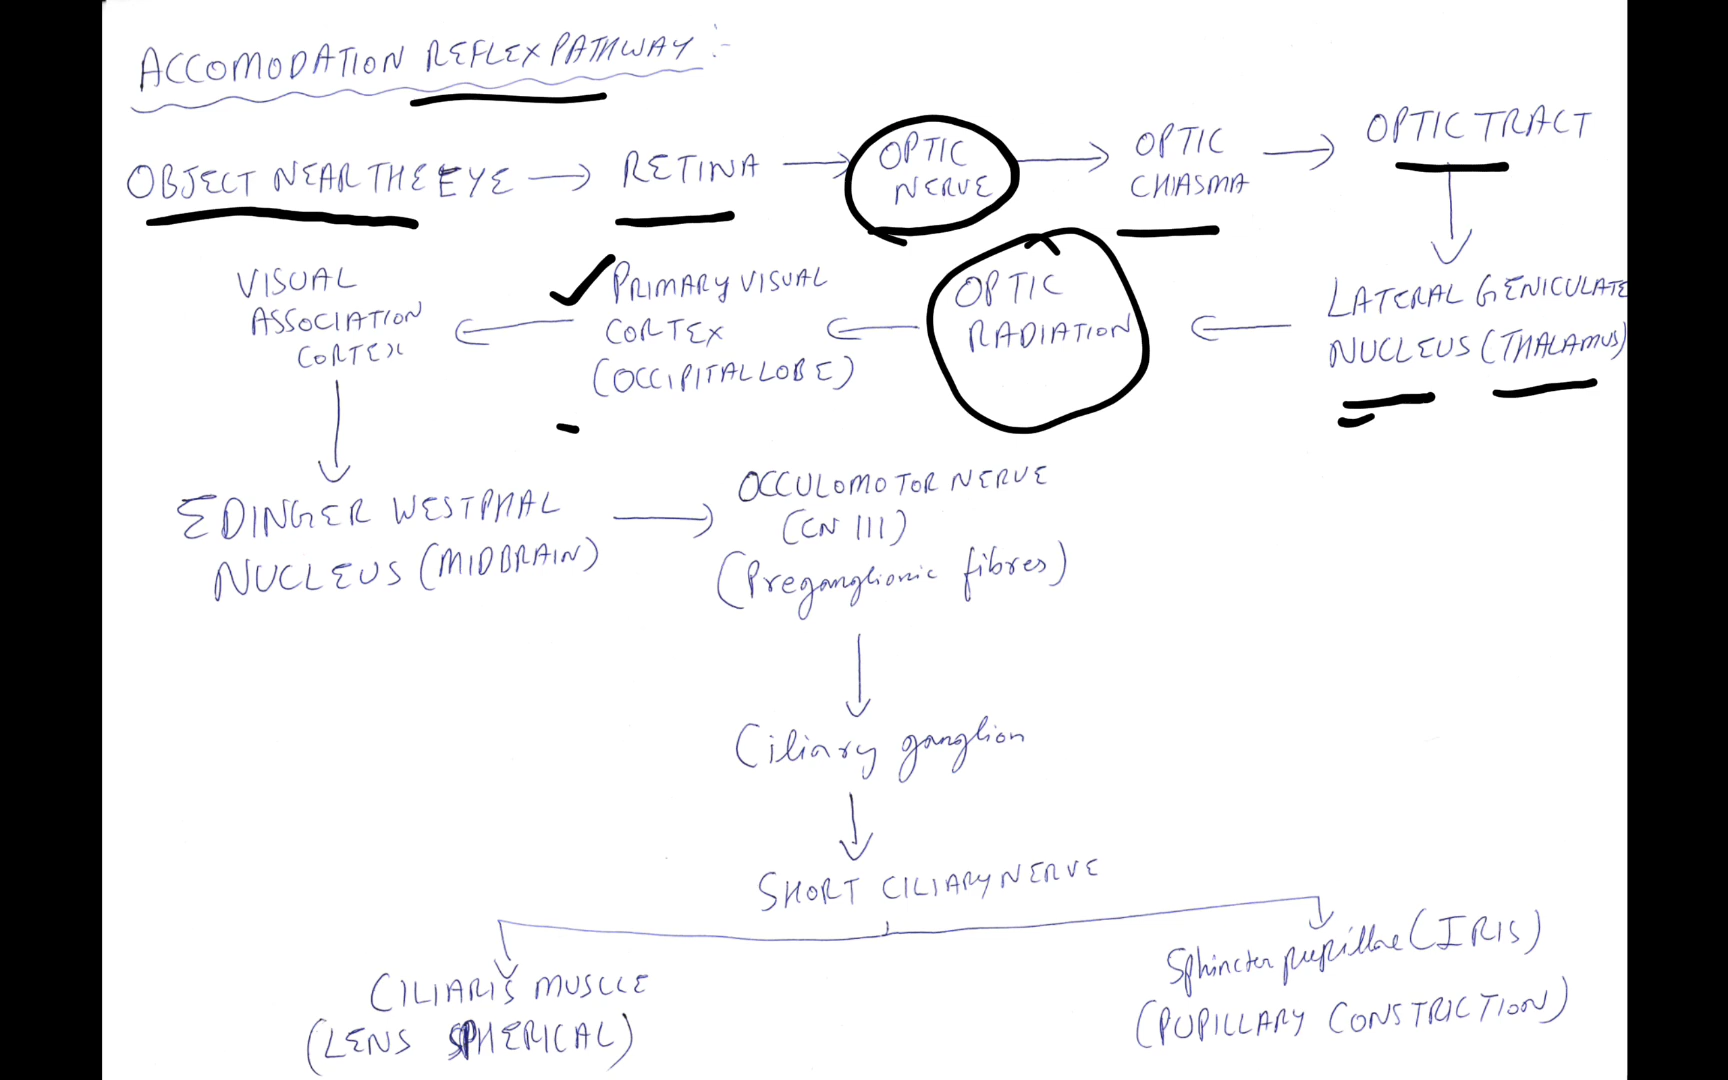 ACCOMODATION REFLEX PATHWAY :-
OBJECT NEAR THE EYE → RETINA → OPTIC NERVE → OPTIC CHIASMA → OPTIC TRACT
LATERAL GENICULATE
NUCLEUS (THALAMUS)
OPTIC
RADIATION
PRIMARY VISUAL
CORTEX
(OCCIPITAL LOBE)
VISUAL
ASSOCIATION
CORTEX
EDINGER WESTPHAL
NUCLEUS (MIDBRAIN)
OCCULOMOTOR NERVE
(CN III)
(Preganglionic fibres)
Ciliary ganglion
SHORT CILIARY NERVE
CILIARIS MUSCLE
(LENS SPHERICAL)
Sphincter pupillae (IRIS)
(PUPILLARY CONSTRICTION)